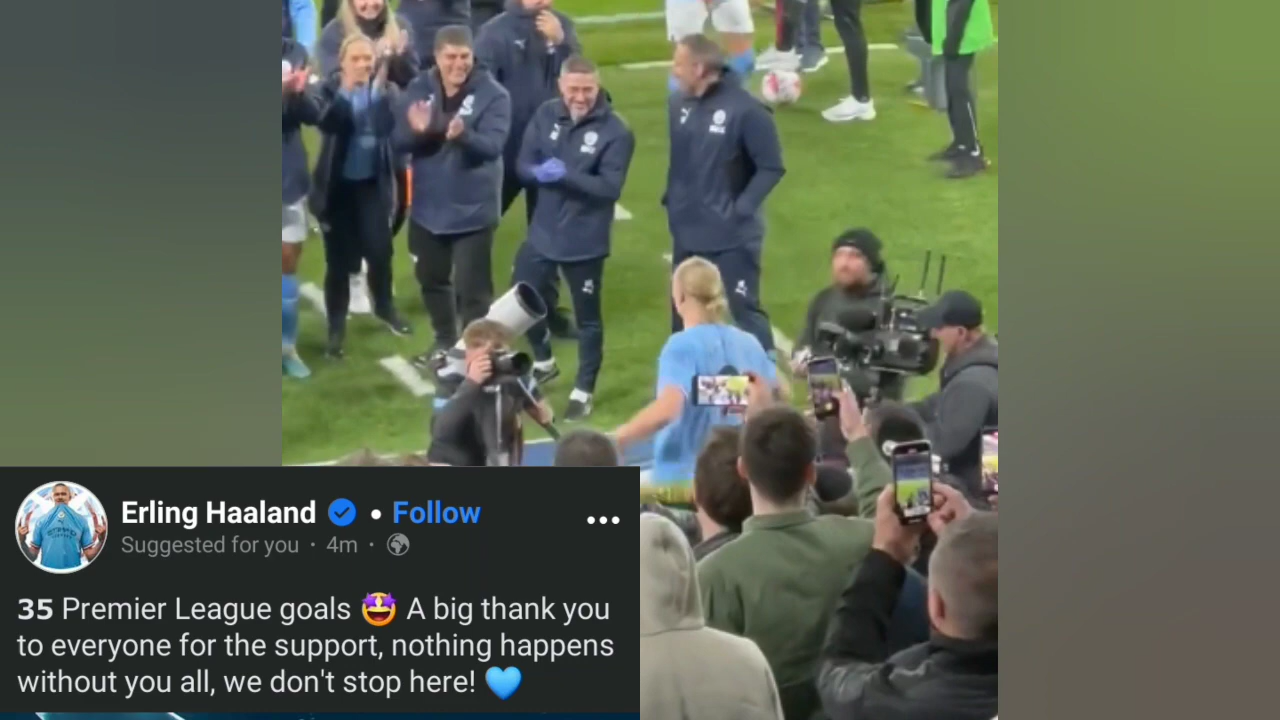 Erling Haaland • Follow
Suggested for you · 4m ·
35 Premier League goals 🤩 A big thank you
to everyone for the support, nothing happens
without you all, we don't stop here! 💙